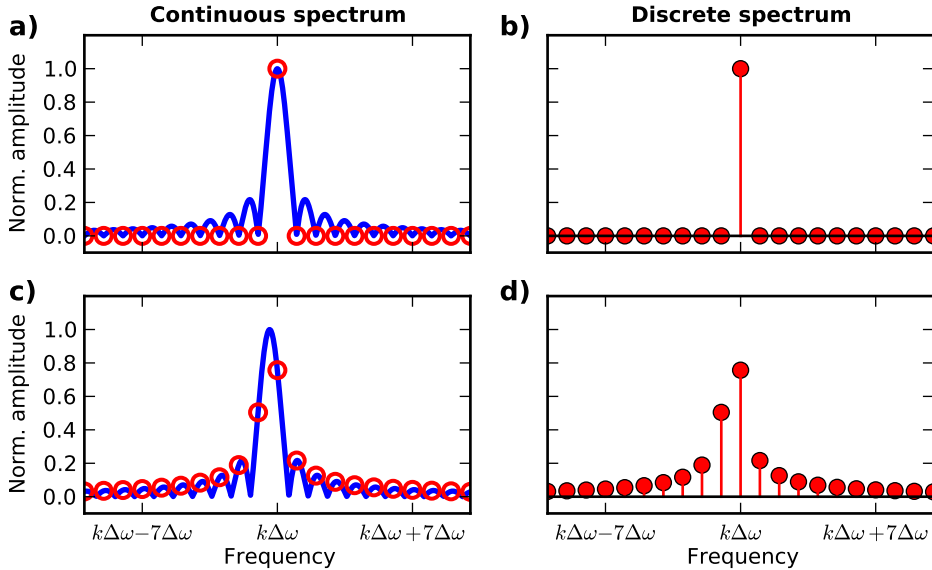 Continuous spectrum
Discrete spectrum
a)
b)
Norm. amplitude
1.0
0.8
0.6
0.4
0.2
0.0
c)
d)
Norm. amplitude
1.0
0.8
0.6
0.4
0.2
0.0
kΔω−7Δω
kΔω
kΔω+7Δω
Frequency
kΔω−7Δω
kΔω
kΔω+7Δω
Frequency